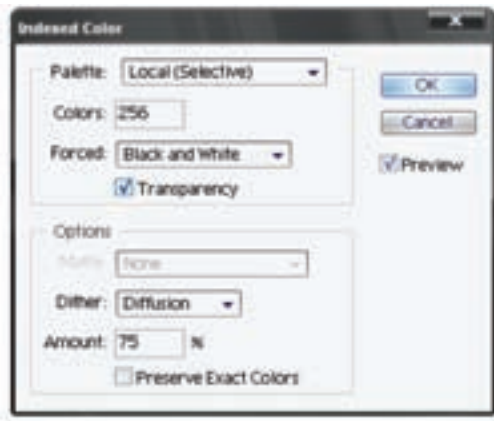 Indexed Color
Palette: Local (Selective)
Colors: 256
Forced: Black and White
Transparency
OK
Cancel
Preview
Options
Matte: None
Dither: Diffusion
Amount: 75 %
Preserve Exact Colors